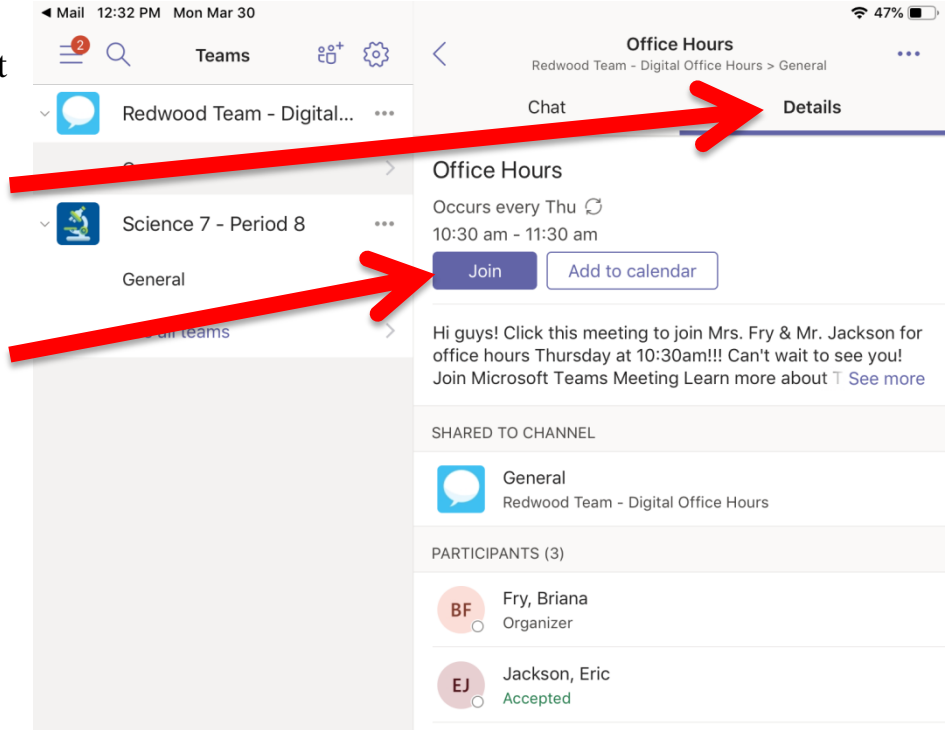 Mail 12:32 PM Mon Mar 30
47%
t
2
Teams
Redwood Team - Digital...
Science 7 - Period 8
General
all teams
Office Hours
Redwood Team - Digital Office Hours > General
Chat
Details
Office Hours
Occurs every Thu
10:30 am - 11:30 am
Join
Add to calendar
Hi guys! Click this meeting to join Mrs. Fry & Mr. Jackson for
office hours Thursday at 10:30am!!! Can't wait to see you!
Join Microsoft Teams Meeting Learn more about T See more
SHARED TO CHANNEL
General
Redwood Team - Digital Office Hours
PARTICIPANTS (3)
BF
Fry, Briana
Organizer
EJ
Jackson, Eric
Accepted